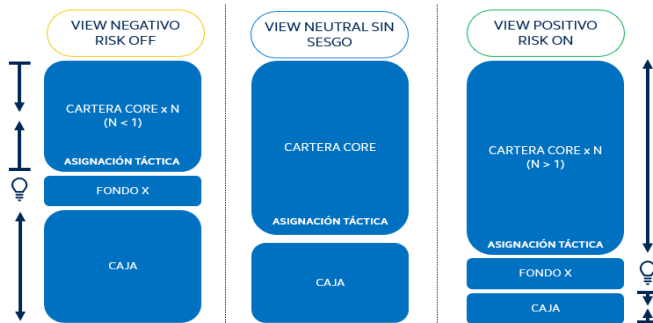 VIEW NEGATIVO
RISK OFF
CARTERA CORE x N
(N < 1)
ASIGNACIÓN TÁCTICA
FONDO X
CAJA
VIEW NEUTRAL SIN
SESGO
CARTERA CORE
ASIGNACIÓN TÁCTICA
CAJA
VIEW POSITIVO
RISK ON
CARTERA CORE x N
(N > 1)
ASIGNACIÓN TÁCTICA
FONDO X
CAJA